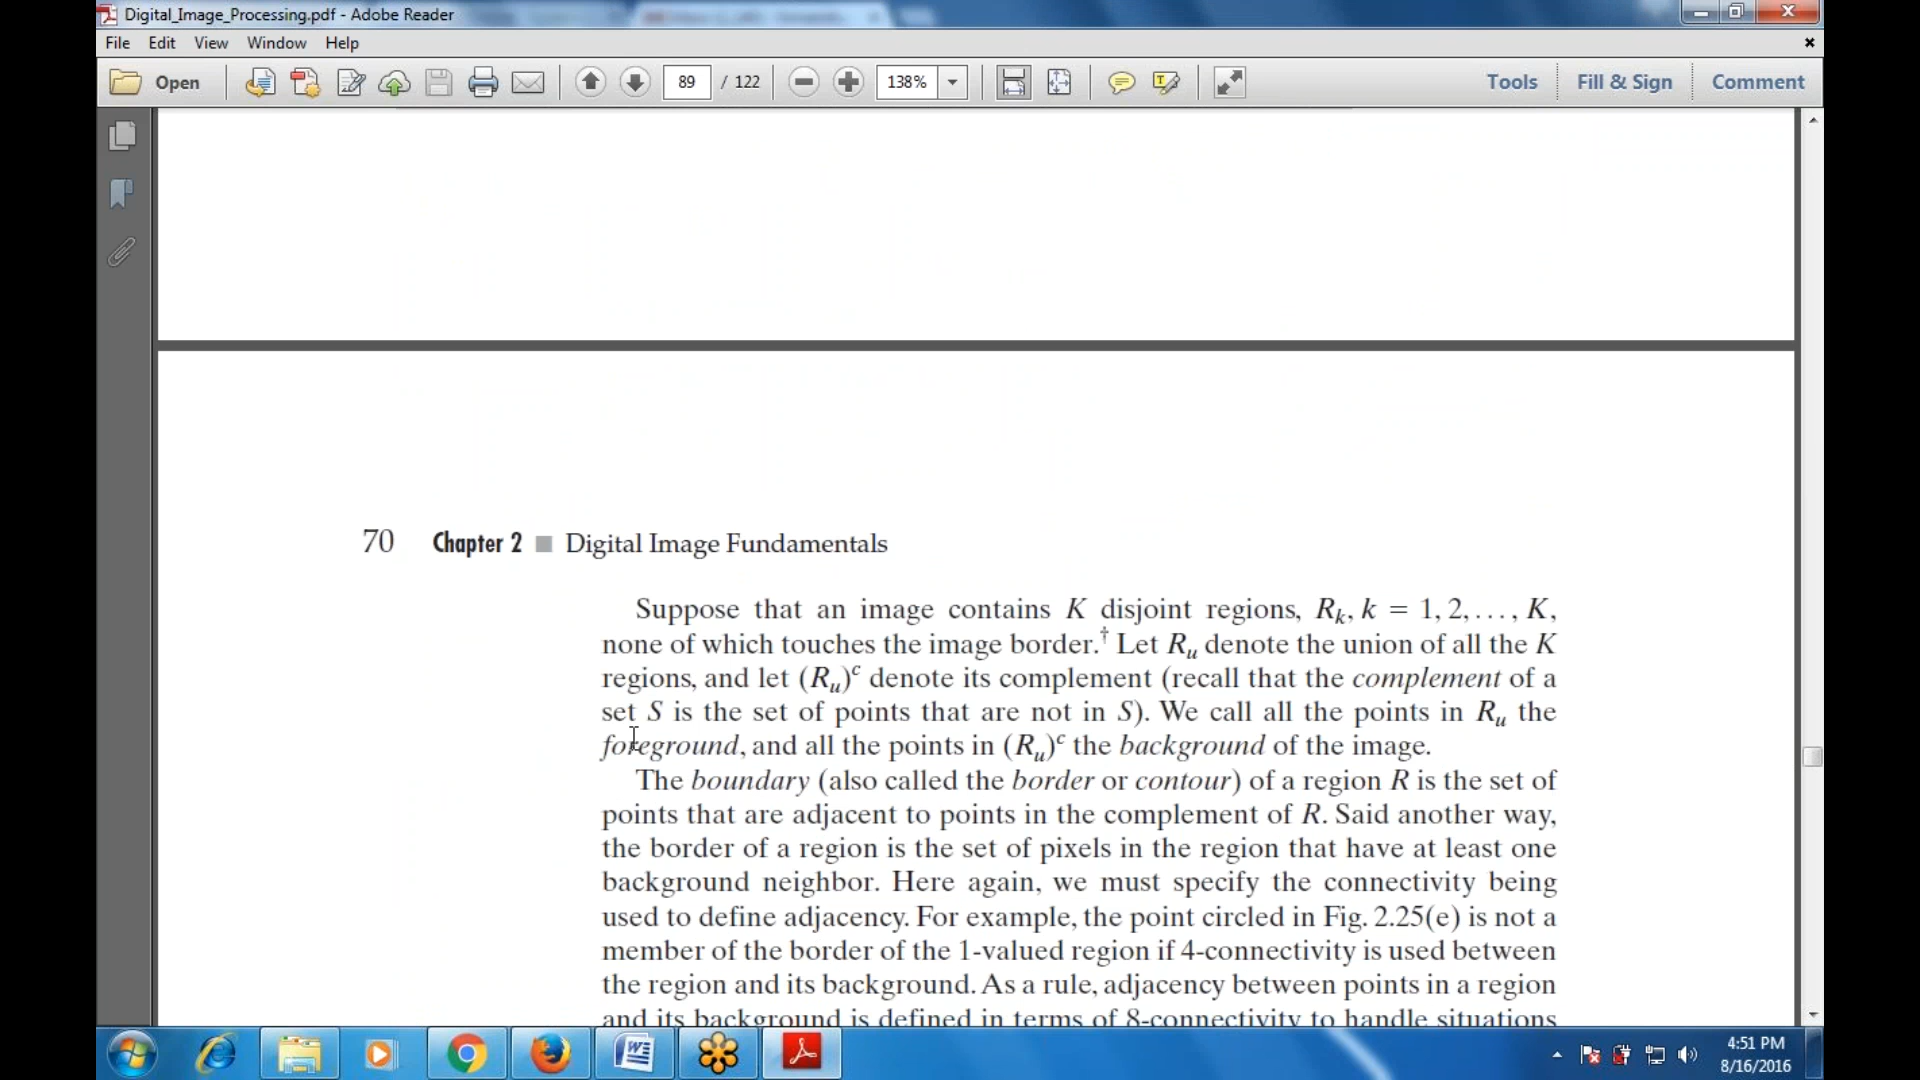 Digital_Image_Processing.pdf - Adobe Reader
File Edit View Window Help
Open 89 / 122 138% Tools Fill & Sign Comment
70 Chapter 2 ■ Digital Image Fundamentals
Suppose that an image contains K disjoint regions, Rk, k = 1, 2, . . . , K,
none of which touches the image border.† Let Ru denote the union of all the K
regions, and let (Ru)c denote its complement (recall that the complement of a
set S is the set of points that are not in S). We call all the points in Ru the
foreground, and all the points in (Ru)c the background of the image.
The boundary (also called the border or contour) of a region R is the set of
points that are adjacent to points in the complement of R. Said another way,
the border of a region is the set of pixels in the region that have at least one
background neighbor. Here again, we must specify the connectivity being
used to define adjacency. For example, the point circled in Fig. 2.25(e) is not a
member of the border of the 1-valued region if 4-connectivity is used between
the region and its background. As a rule, adjacency between points in a region
and its background is defined in terms of 8-connectivity to handle situations
4:51 PM
8/16/2016